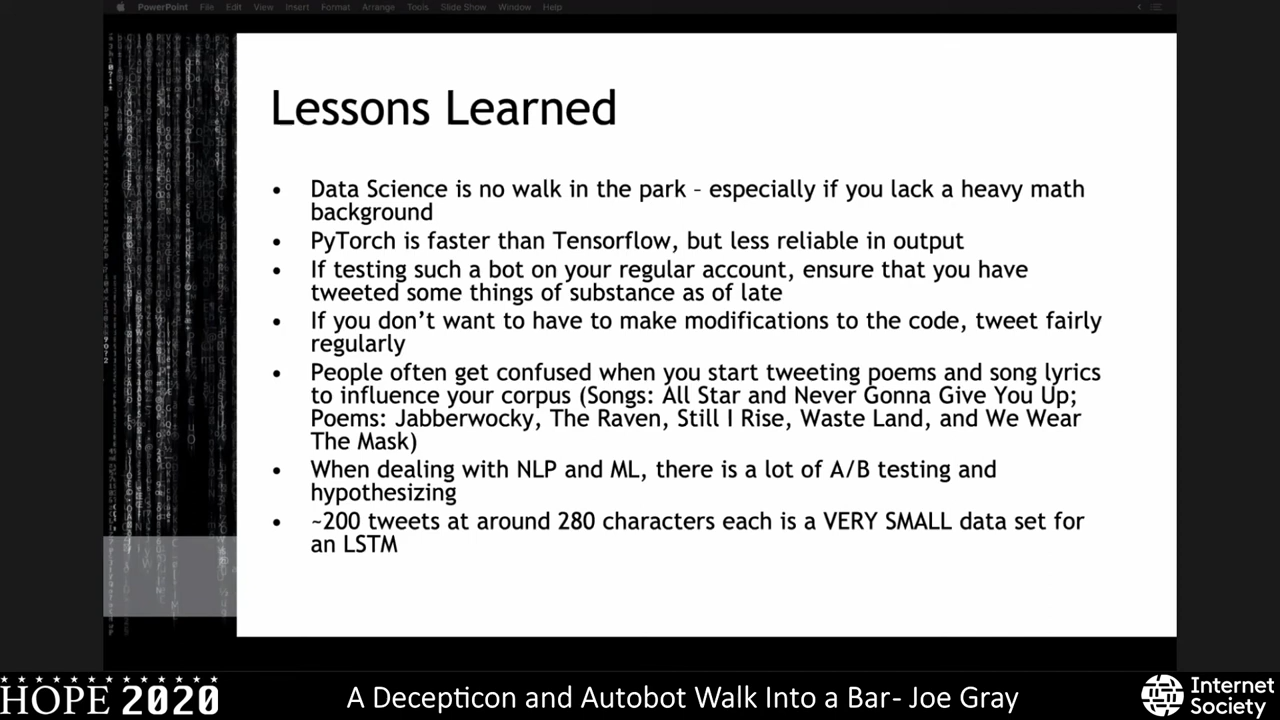 PowerPoint File Edit View Insert Format Arrange Tools Slide Show Window Help
Lessons Learned
• Data Science is no walk in the park – especially if you lack a heavy math
background
• PyTorch is faster than Tensorflow, but less reliable in output
• If testing such a bot on your regular account, ensure that you have
tweeted some things of substance as of late
• If you don’t want to have to make modifications to the code, tweet fairly
regularly
• People often get confused when you start tweeting poems and song lyrics
to influence your corpus (Songs: All Star and Never Gonna Give You Up;
Poems: Jabberwocky, The Raven, Still I Rise, Waste Land, and We Wear
The Mask)
• When dealing with NLP and ML, there is a lot of A/B testing and
hypothesizing
• ~200 tweets at around 280 characters each is a VERY SMALL data set for
an LSTM
HOPE 2020
A Decepticon and Autobot Walk Into a Bar- Joe Gray
Internet
Society